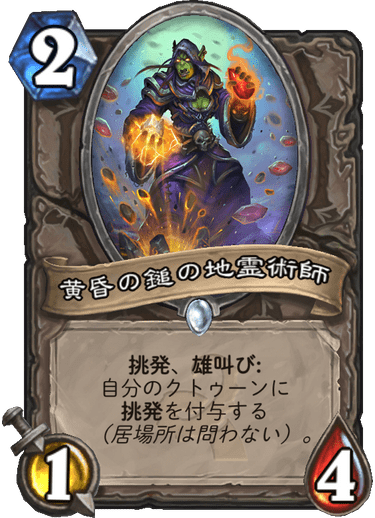 2
黄昏の鎚の地霊術師
挑発、雄叫び:
自分のクトゥーンに
挑発を付与する
（居場所は問わない）。
1
4